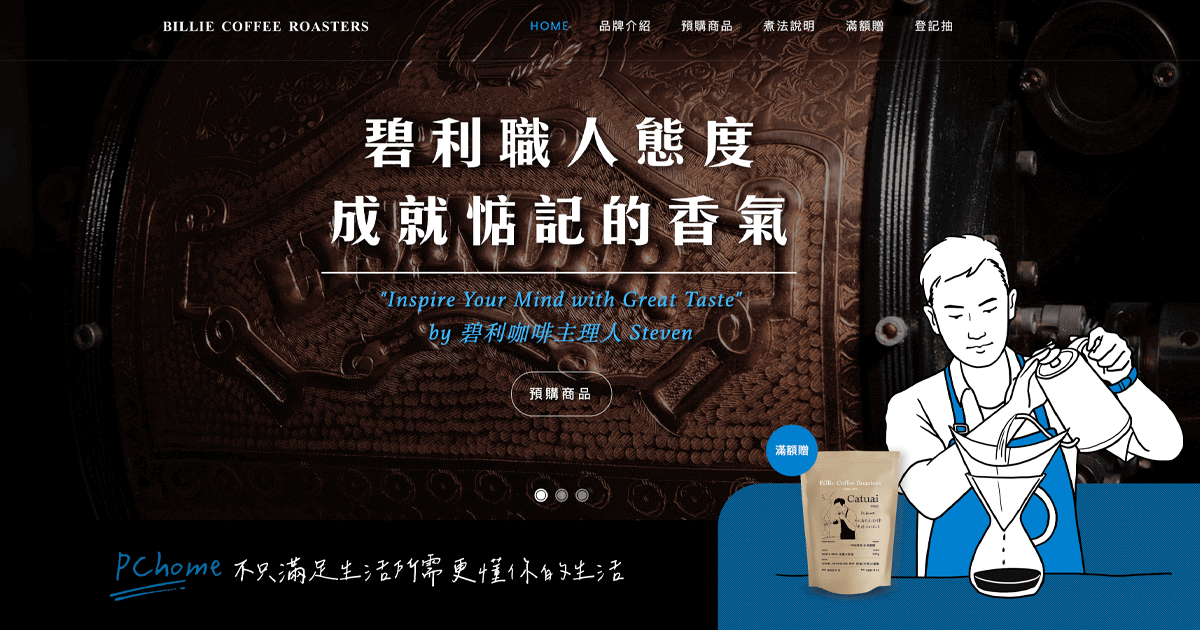 BILLIE COFFEE ROASTERS
HOME 品牌介紹 預購商品 煮法說明 滿額贈 登記抽
碧利職人態度
成就惦記的香氣
"Inspire Your Mind with Great Taste"
by 碧利咖啡主理人 Steven
預購商品
滿額贈
Billie Coffee Roasters
Catuai
PChome 不只滿足生活所需 更懂你的生活